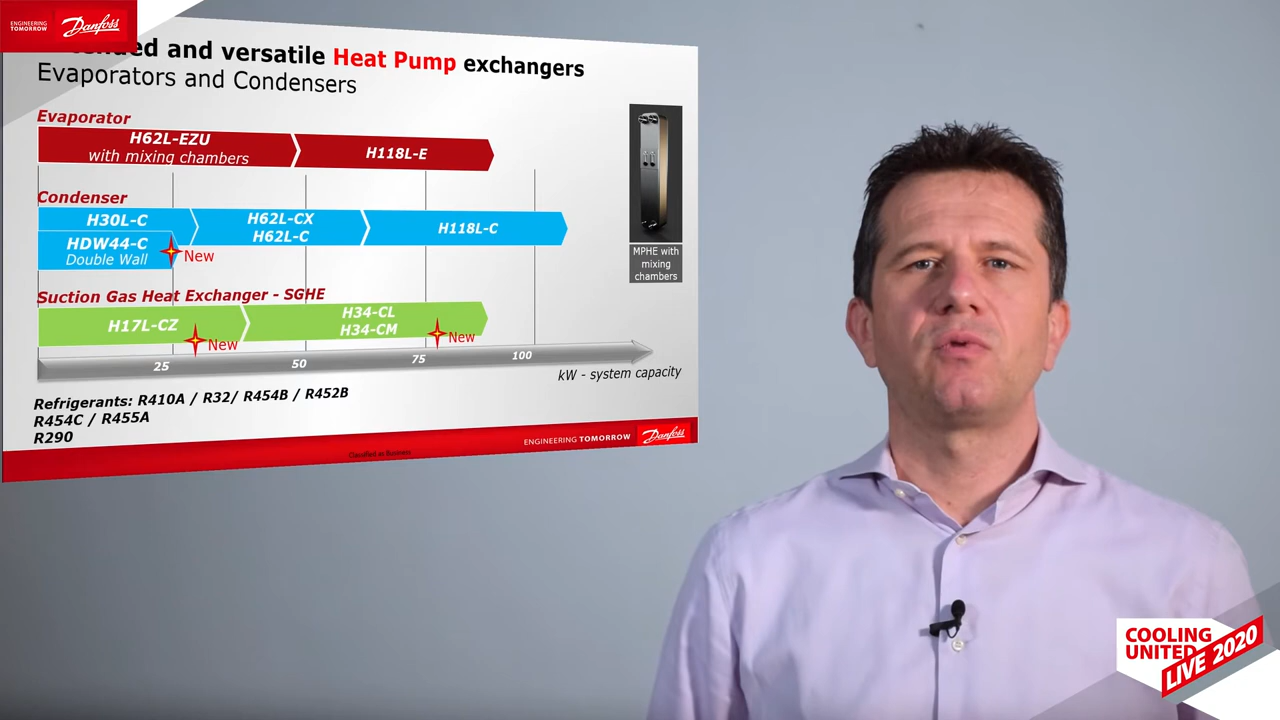 ENGINEERING
TOMORROW
Danfoss
and versatile Heat Pump exchangers
Evaporators and Condensers
Evaporator
H62L-EZU
with mixing chambers
H118L-E
Condenser
H30L-C
H62L-CX
H62L-C
H118L-C
HDW44-C
Double Wall
New
MPHE with
mixing
chambers
Suction Gas Heat Exchanger - SGHE
H17L-CZ
New
H34-CL
H34-CM
New
25
50
75
100
kW - system capacity
Refrigerants: R410A / R32/ R454B / R452B
R454C / R455A
R290
ENGINEERING TOMORROW
Danfoss
Classified as Business
COOLING
UNITED
LIVE 2020